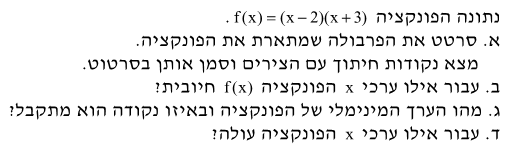 נתונה הפונקציה f(x) = (x−2)(x+3) .
א. סרטט את הפרבולה שמתארת את הפונקציה.
מצא נקודות חיתוך עם הצירים וסמן אותן בסרטוט.
ב. עבור אילו ערכי x הפונקציה f(x) חיובית?
ג. מהו הערך המינימלי של הפונקציה ובאיזו נקודה הוא מתקבל?
ד. עבור אילו ערכי x הפונקציה עולה?